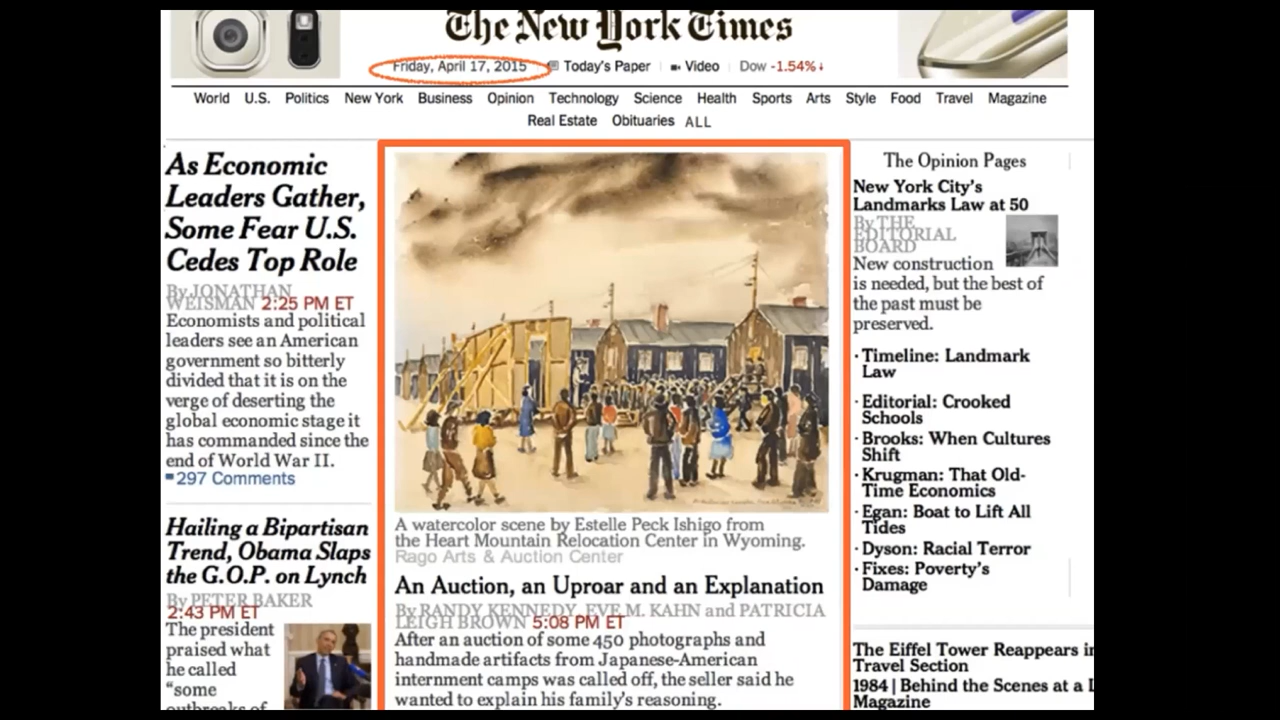 The New York Times
Friday, April 17, 2015
Today's Paper
Video
Dow -1.54%↓
World U.S. Politics New York Business Opinion Technology Science Health Sports Arts Style Food Travel Magazine
Real Estate Obituaries ALL
As Economic
Leaders Gather,
Some Fear U.S.
Cedes Top Role
By JONATHAN
WEISMAN 2:25 PM ET
Economists and political
leaders see an American
government so bitterly
divided that it is on the
verge of deserting the
global economic stage it
has commanded since the
end of World War II.
297 Comments
Hailing a Bipartisan
Trend, Obama Slaps
the G.O.P. on Lynch
By PETER BAKER
2:43 PM ET
The president
praised what
he called
“some
outbreaks of
A watercolor scene by Estelle Peck Ishigo from
the Heart Mountain Relocation Center in Wyoming.
Rago Arts & Auction Center
An Auction, an Uproar and an Explanation
By RANDY KENNEDY, EVE M. KAHN and PATRICIA
LEIGH BROWN 5:08 PM ET
After an auction of some 450 photographs and
handmade artifacts from Japanese-American
internment camps was called off, the seller said he
wanted to explain his family's reasoning.
The Opinion Pages
New York City's
Landmarks Law at 50
By THE
EDITORIAL
BOARD
New construction
is needed, but the best of
the past must be
preserved.
· Timeline: Landmark
Law
· Editorial: Crooked
Schools
· Brooks: When Cultures
Shift
· Krugman: That Old-
Time Economics
· Egan: Boat to Lift All
Tides
· Dyson: Racial Terror
· Fixes: Poverty's
Damage
The Eiffel Tower Reappears in
Travel Section
1984 | Behind the Scenes at a L
Magazine